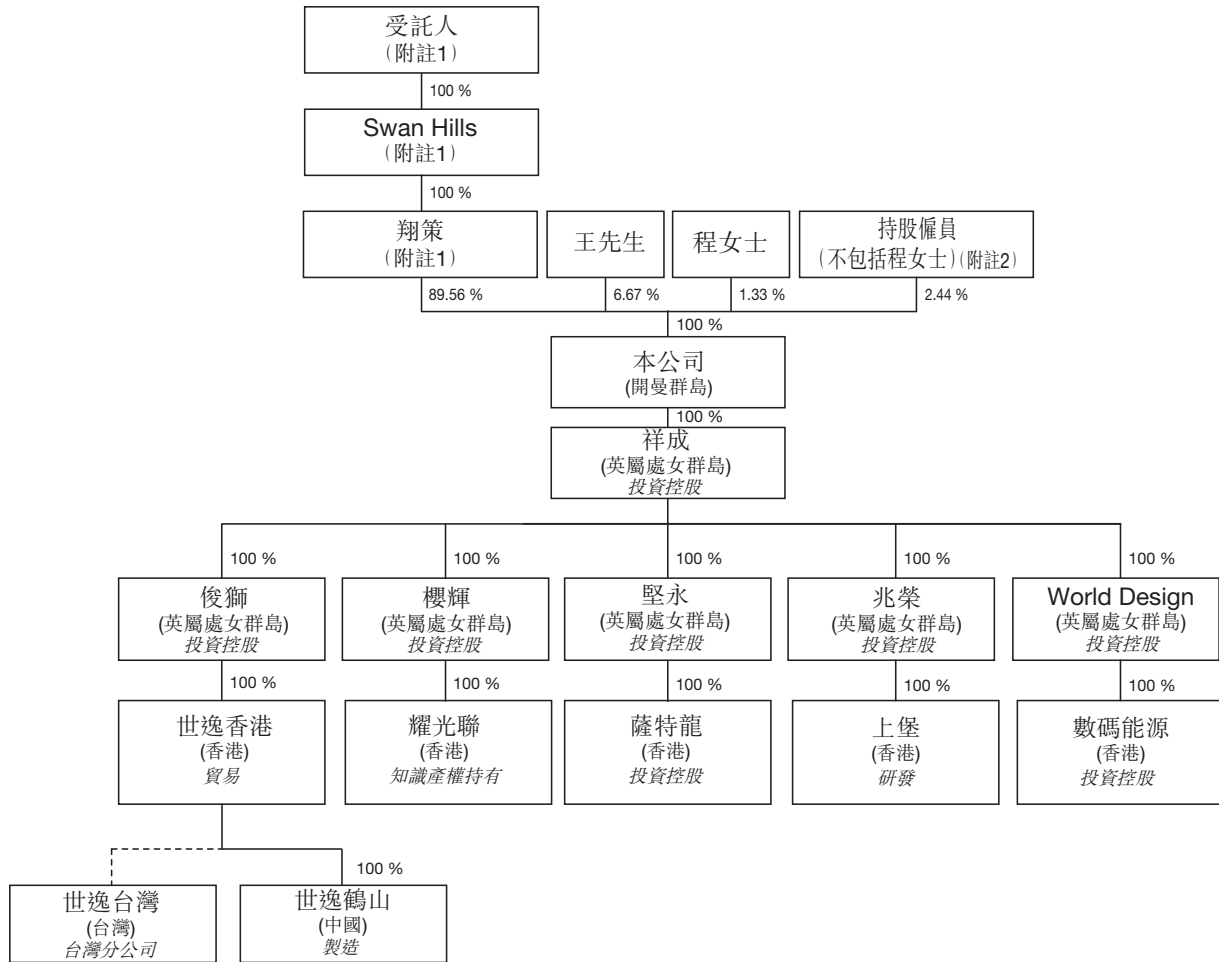 受託人
(附註1)
100 %
Swan Hills
(附註1)
100 %
翔策
(附註1)
王先生
程女士
持股僱員
(不包括程女士)(附註2)
89.56 %
6.67 %
1.33 %
2.44 %
100 %
本公司
(開曼群島)
100 %
祥成
(英屬處女群島)
投資控股
100 %
100 %
100 %
100 %
100 %
俊獅
(英屬處女群島)
投資控股
櫻輝
(英屬處女群島)
投資控股
堅永
(英屬處女群島)
投資控股
兆榮
(英屬處女群島)
投資控股
World Design
(英屬處女群島)
投資控股
100 %
100 %
100 %
100 %
100 %
世逸香港
(香港)
貿易
耀光聯
(香港)
知識產權持有
薩特龍
(香港)
投資控股
上堡
(香港)
研發
數碼能源
(香港)
投資控股
100 %
世逸台灣
(台灣)
台灣分公司
世逸鶴山
(中國)
製造